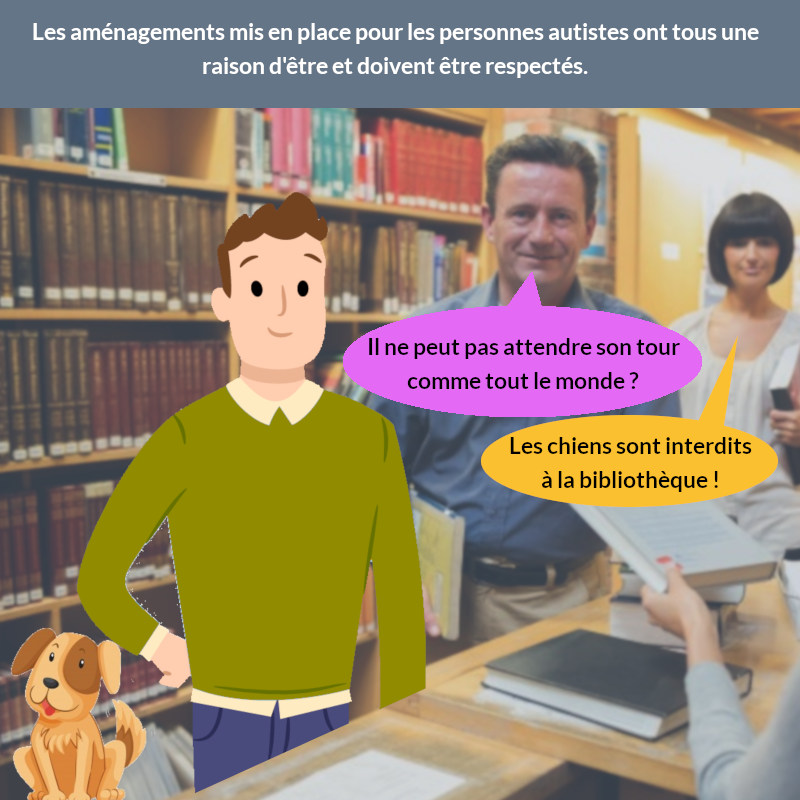 Les aménagements mis en place pour les personnes autistes ont tous une
raison d'être et doivent être respectés.
Il ne peut pas attendre son tour
comme tout le monde ?
Les chiens sont interdits
à la bibliothèque !